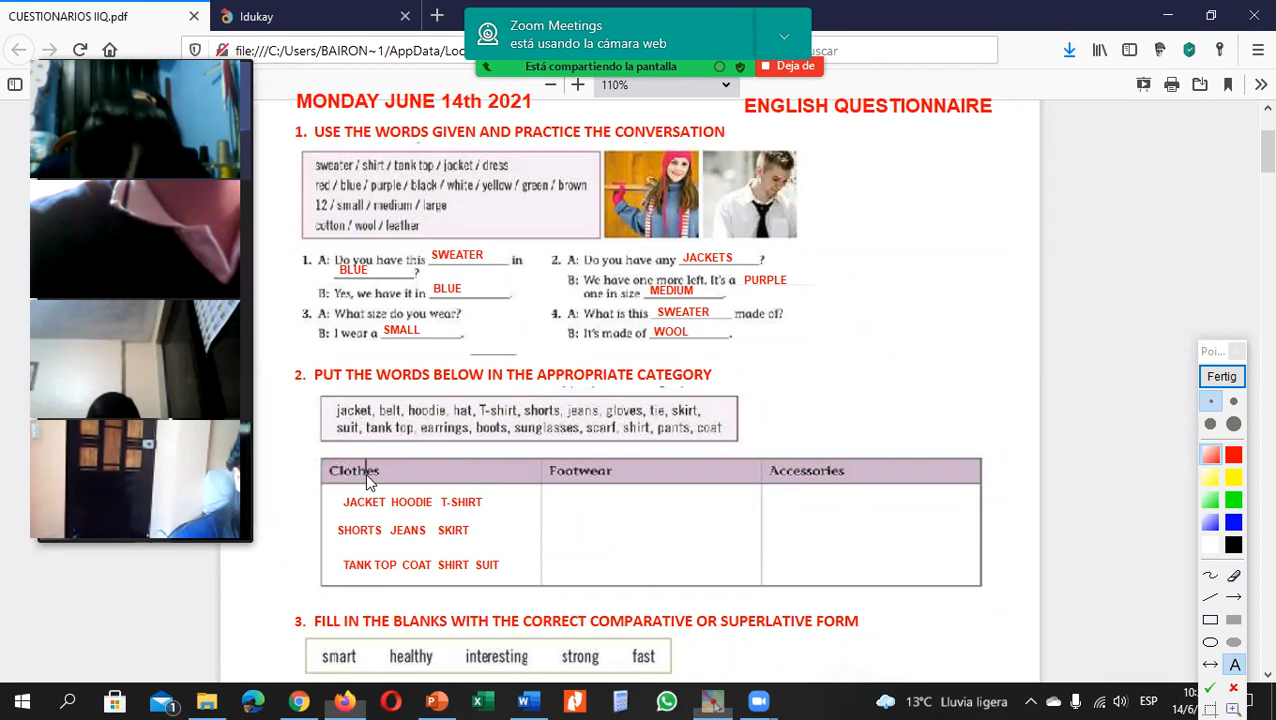 CUESTIONARIOS IIQ.pdf
Idukay
Zoom Meetings
está usando la cámara web
file:///C:/Users/BAIRON~1/AppData/Loc
uscar
Está compartiendo la pantalla
Deja de
110%
MONDAY JUNE 14th 2021
ENGLISH QUESTIONNAIRE
1. USE THE WORDS GIVEN AND PRACTICE THE CONVERSATION
sweater / shirt / tank top / jacket / dress
red / blue / purple / black / white / yellow / green / brown
12 / small / medium / large
cotton / wool / leather
1. A: Do you have this SWEATER in
BLUE ?
B: Yes, we have it in BLUE .
2. A: Do you have any JACKETS ?
B: We have one more left. It's a PURPLE
one in size MEDIUM .
3. A: What size do you wear?
B: I wear a SMALL .
4. A: What is this SWEATER made of?
B: It's made of WOOL .
2. PUT THE WORDS BELOW IN THE APPROPRIATE CATEGORY
jacket, belt, hoodie, hat, T-shirt, shorts, jeans, gloves, tie, skirt,
suit, tank top, earrings, boots, sunglasses, scarf, shirt, pants, coat
Clothes Footwear Accessories
JACKET HOODIE T-SHIRT
SHORTS JEANS SKIRT
TANK TOP COAT SHIRT SUIT
3. FILL IN THE BLANKS WITH THE CORRECT COMPARATIVE OR SUPERLATIVE FORM
smart healthy interesting strong fast
Poi...
Fertig
A
13°C Lluvia ligera
ESP
10:
14/6/